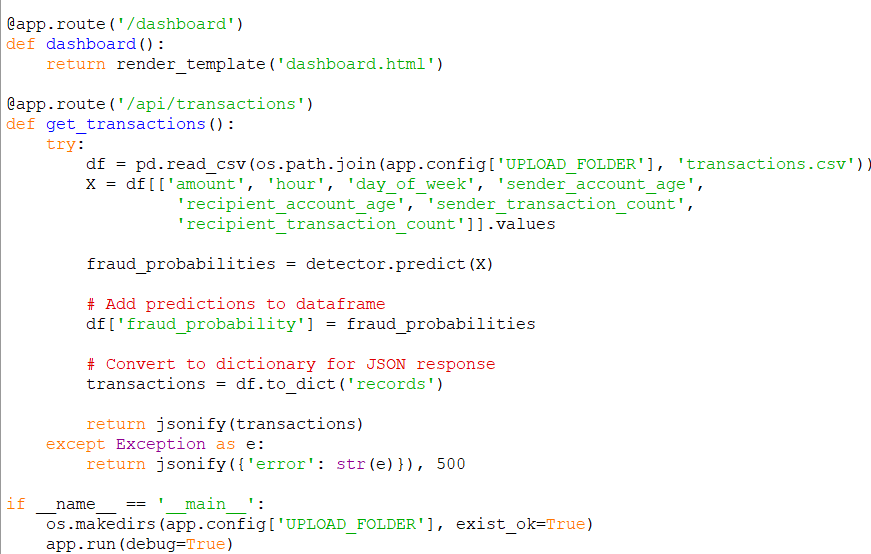 @app.route('/dashboard')
def dashboard():
    return render_template('dashboard.html')

@app.route('/api/transactions')
def get_transactions():
    try:
        df = pd.read_csv(os.path.join(app.config['UPLOAD_FOLDER'], 'transactions.csv'))
        X = df[['amount', 'hour', 'day_of_week', 'sender_account_age',
                 'recipient_account_age', 'sender_transaction_count',
                 'recipient_transaction_count']].values

        fraud_probabilities = detector.predict(X)

        # Add predictions to dataframe
        df['fraud_probability'] = fraud_probabilities

        # Convert to dictionary for JSON response
        transactions = df.to_dict('records')

        return jsonify(transactions)
    except Exception as e:
        return jsonify({'error': str(e)}), 500

if __name__ == '__main__':
    os.makedirs(app.config['UPLOAD_FOLDER'], exist_ok=True)
    app.run(debug=True)